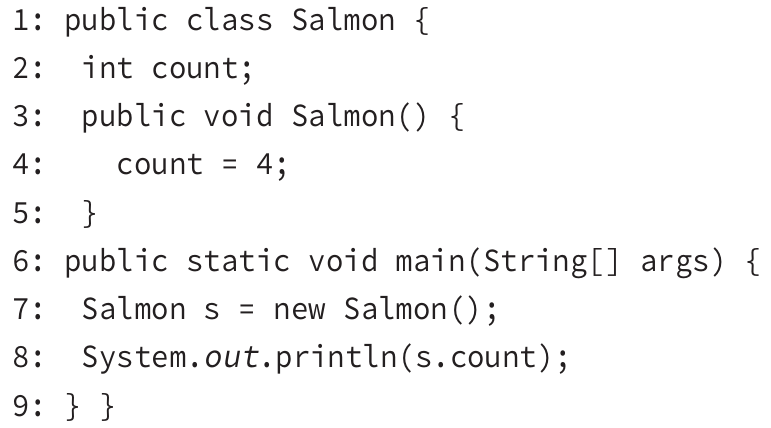 1: public class Salmon {
2:  int count;
3:  public void Salmon() {
4:    count = 4;
5:  }
6: public static void main(String[] args) {
7:  Salmon s = new Salmon();
8:  System.out.println(s.count);
9: } }